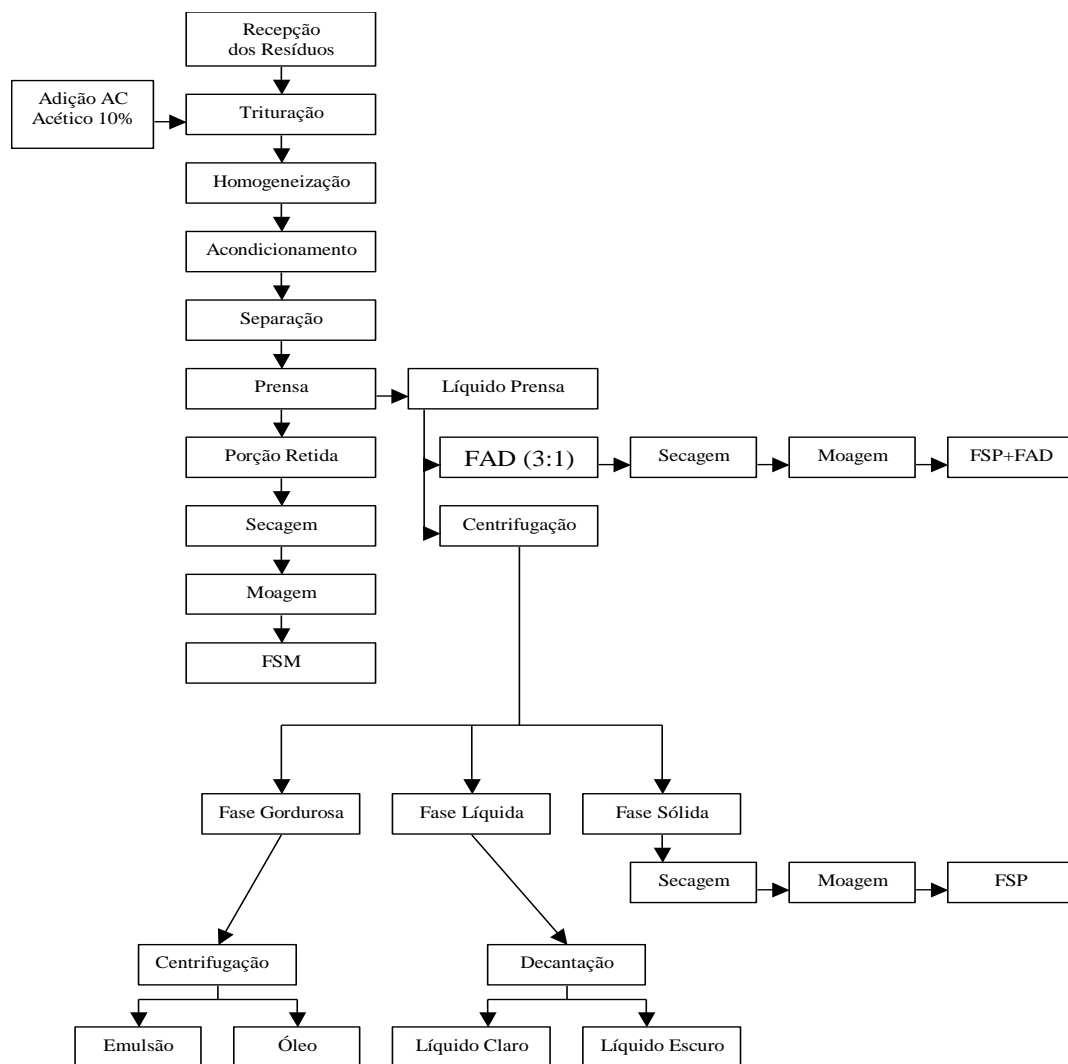 Recepção
dos Resíduos
Adição AC
Acético 10%
Trituração
Homogeneização
Acondicionamento
Separação
Prensa
Líquido Prensa
Porção Retida
FAD (3:1)
Secagem
Moagem
FSP+FAD
Secagem
Centrifugação
Moagem
FSM
Fase Gordurosa
Fase Líquida
Fase Sólida
Secagem
Moagem
FSP
Centrifugação
Decantação
Emulsão
Óleo
Líquido Claro
Líquido Escuro